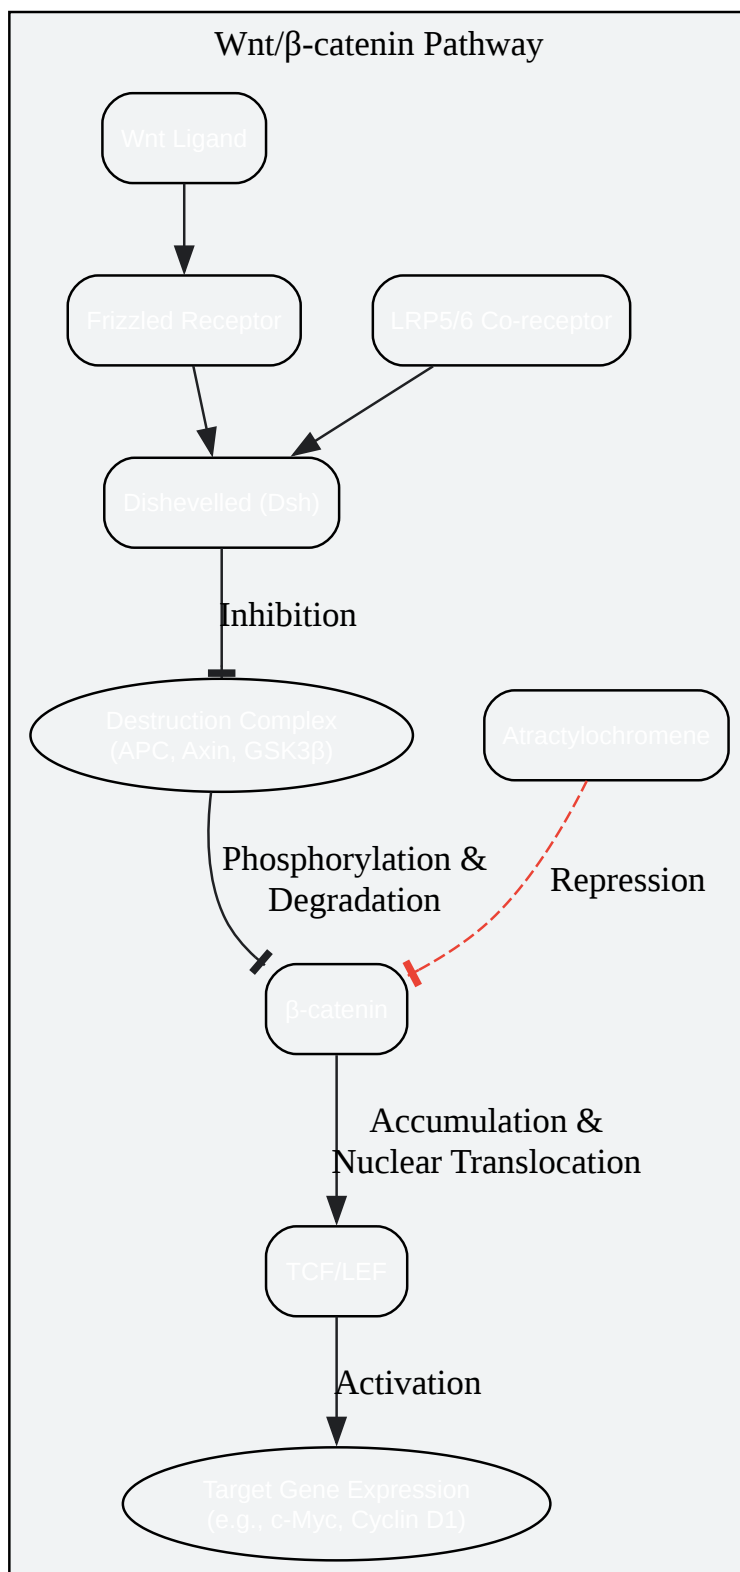 Wnt/β-catenin Pathway
Wnt Ligand
Frizzled Receptor
LRP5/6 Co-receptor
Dishevelled (Dsh)
Inhibition
Destruction Complex
(APC, Axin, GSK3β)
Atractylochromene
Phosphorylation &
Degradation
Repression
β-catenin
Accumulation &
Nuclear Translocation
TCF/LEF
Activation
Target Gene Expression
(e.g., c-Myc, Cyclin D1)